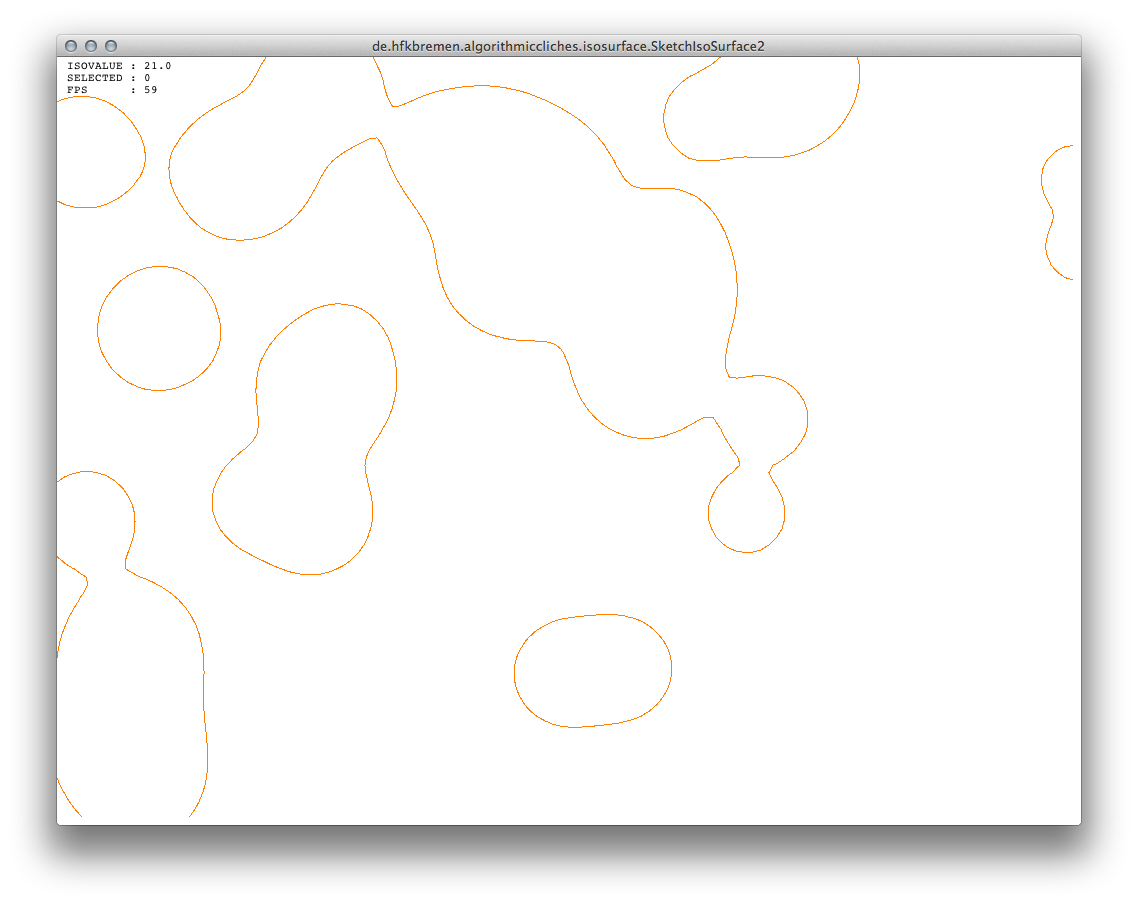 de.hfkbremen.algorithmiccliches.isosurface.SketchIsoSurface2
ISOVALUE : 21.0
SELECTED : 0
FPS      : 59